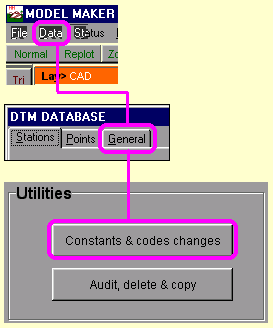 MODEL MAKER
File Data Status
Normal Replot Zo
Tri Lay> CAD
DTM DATABASE
Stations Points General
Utilities
Constants & codes changes
Audit, delete & copy